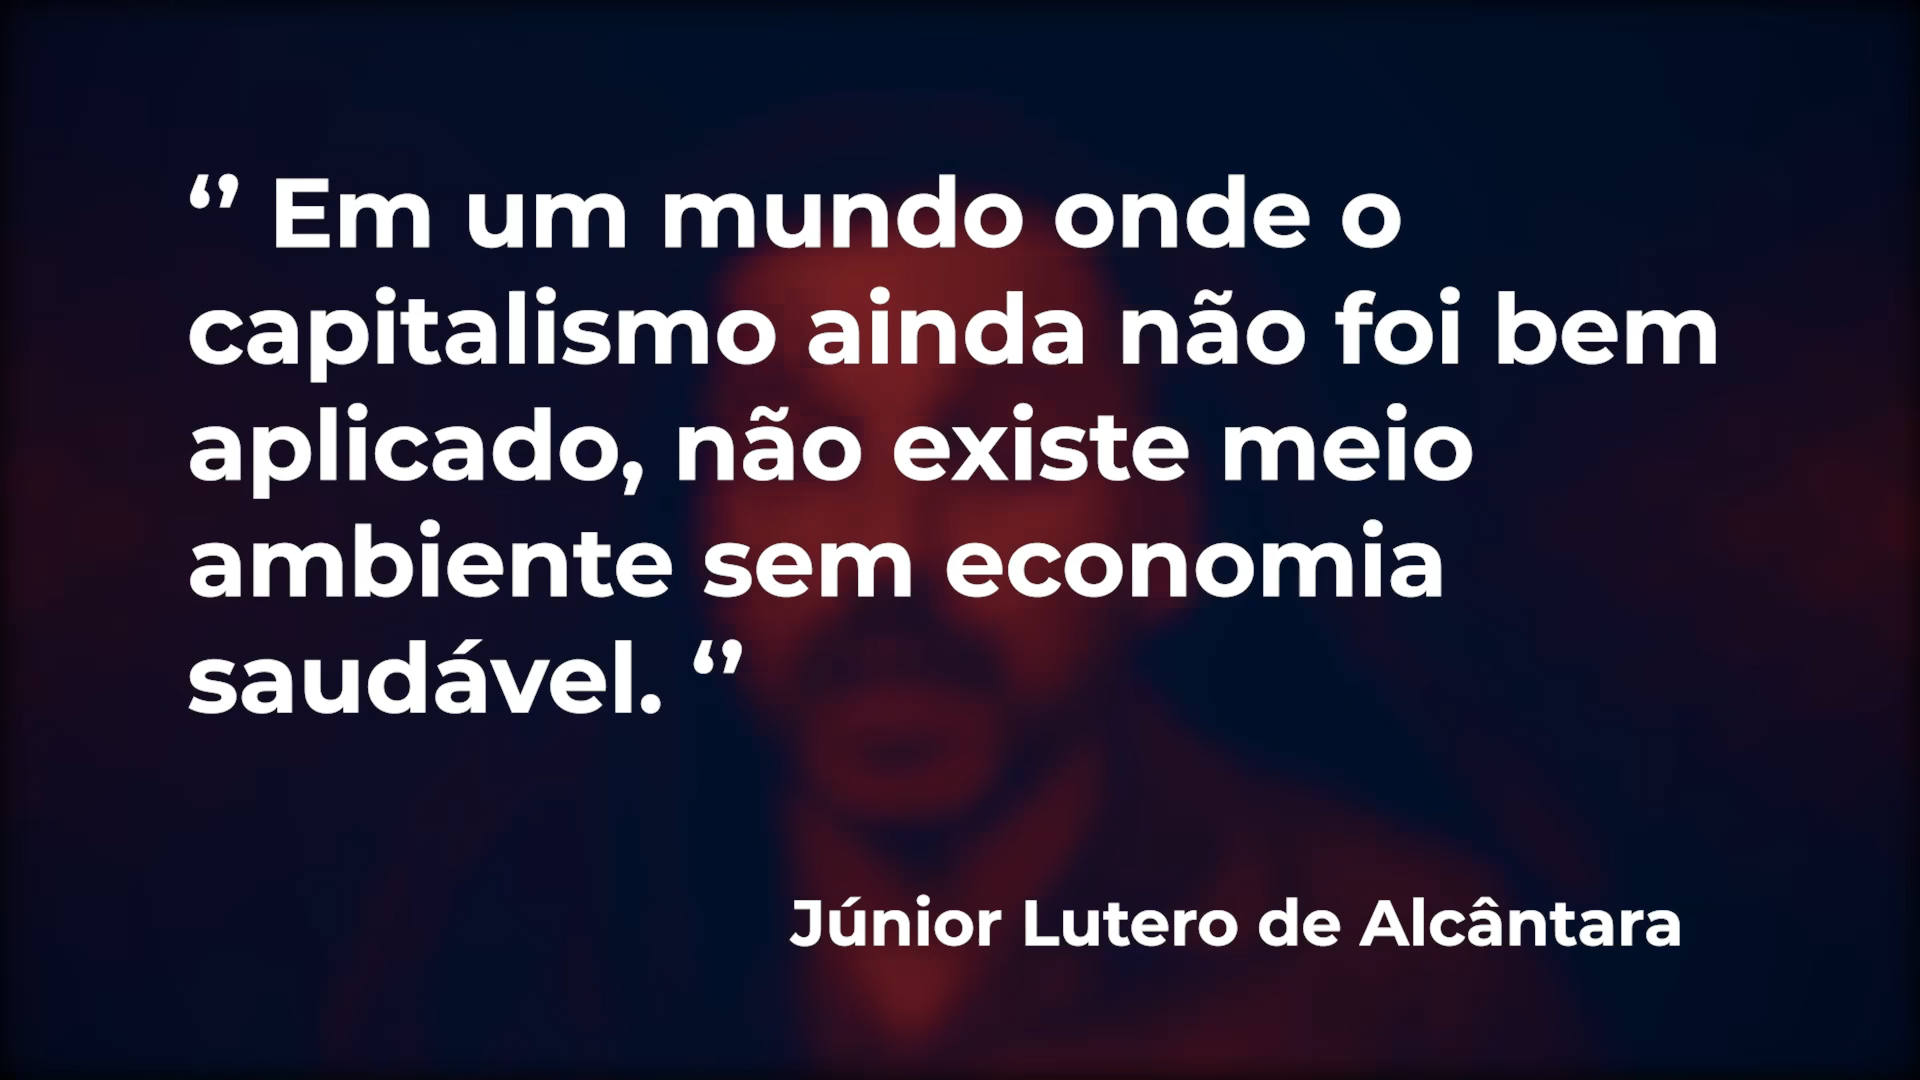 ‘’ Em um mundo onde o
capitalismo ainda não foi bem
aplicado, não existe meio
ambiente sem economia
saudável. ‘’
Júnior Lutero de Alcântara